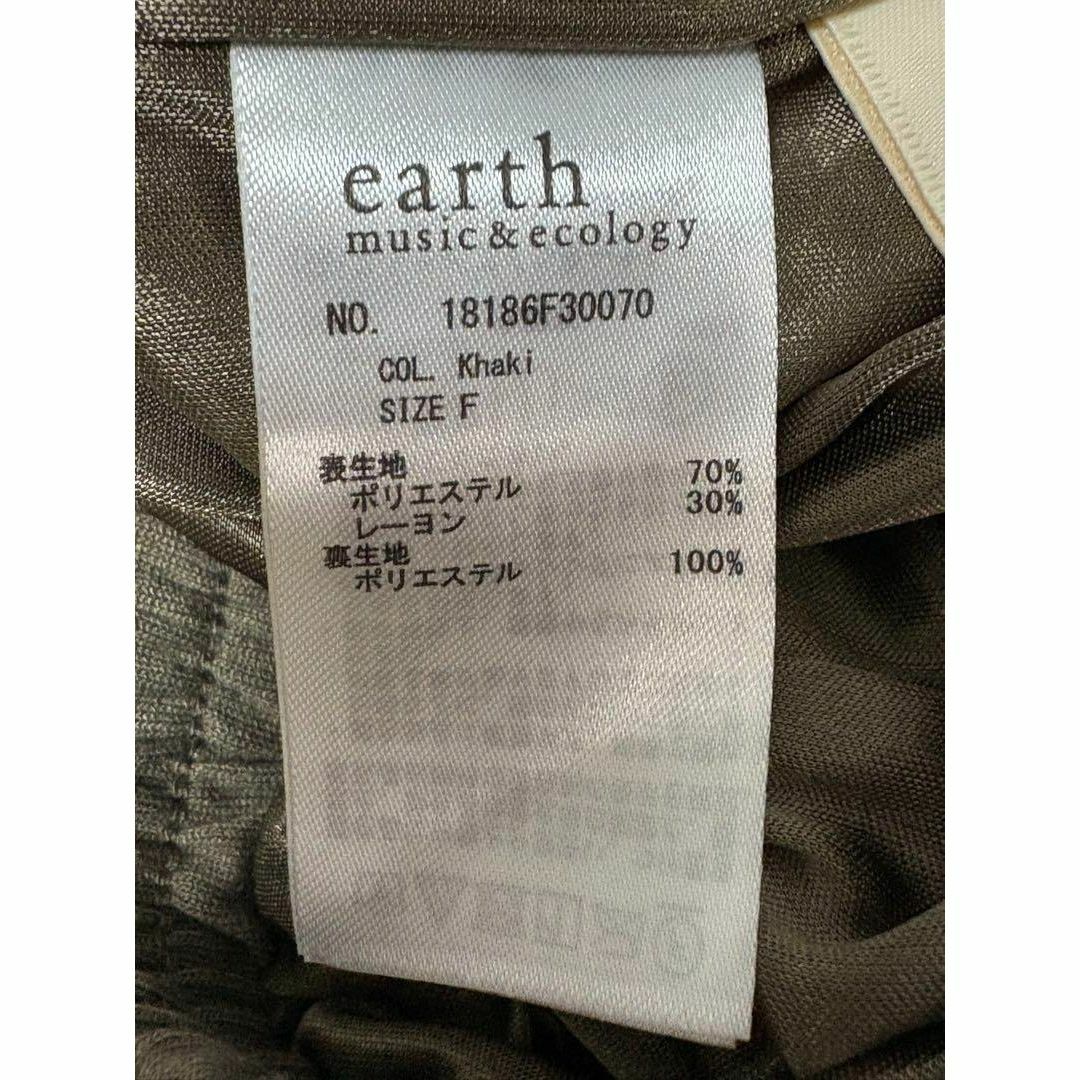 earth
music&ecology
NO. 18186F30070
COL. Khaki
SIZE F
表生地
ポリエステル 70%
レーヨン 30%
裏生地
ポリエステル 100%